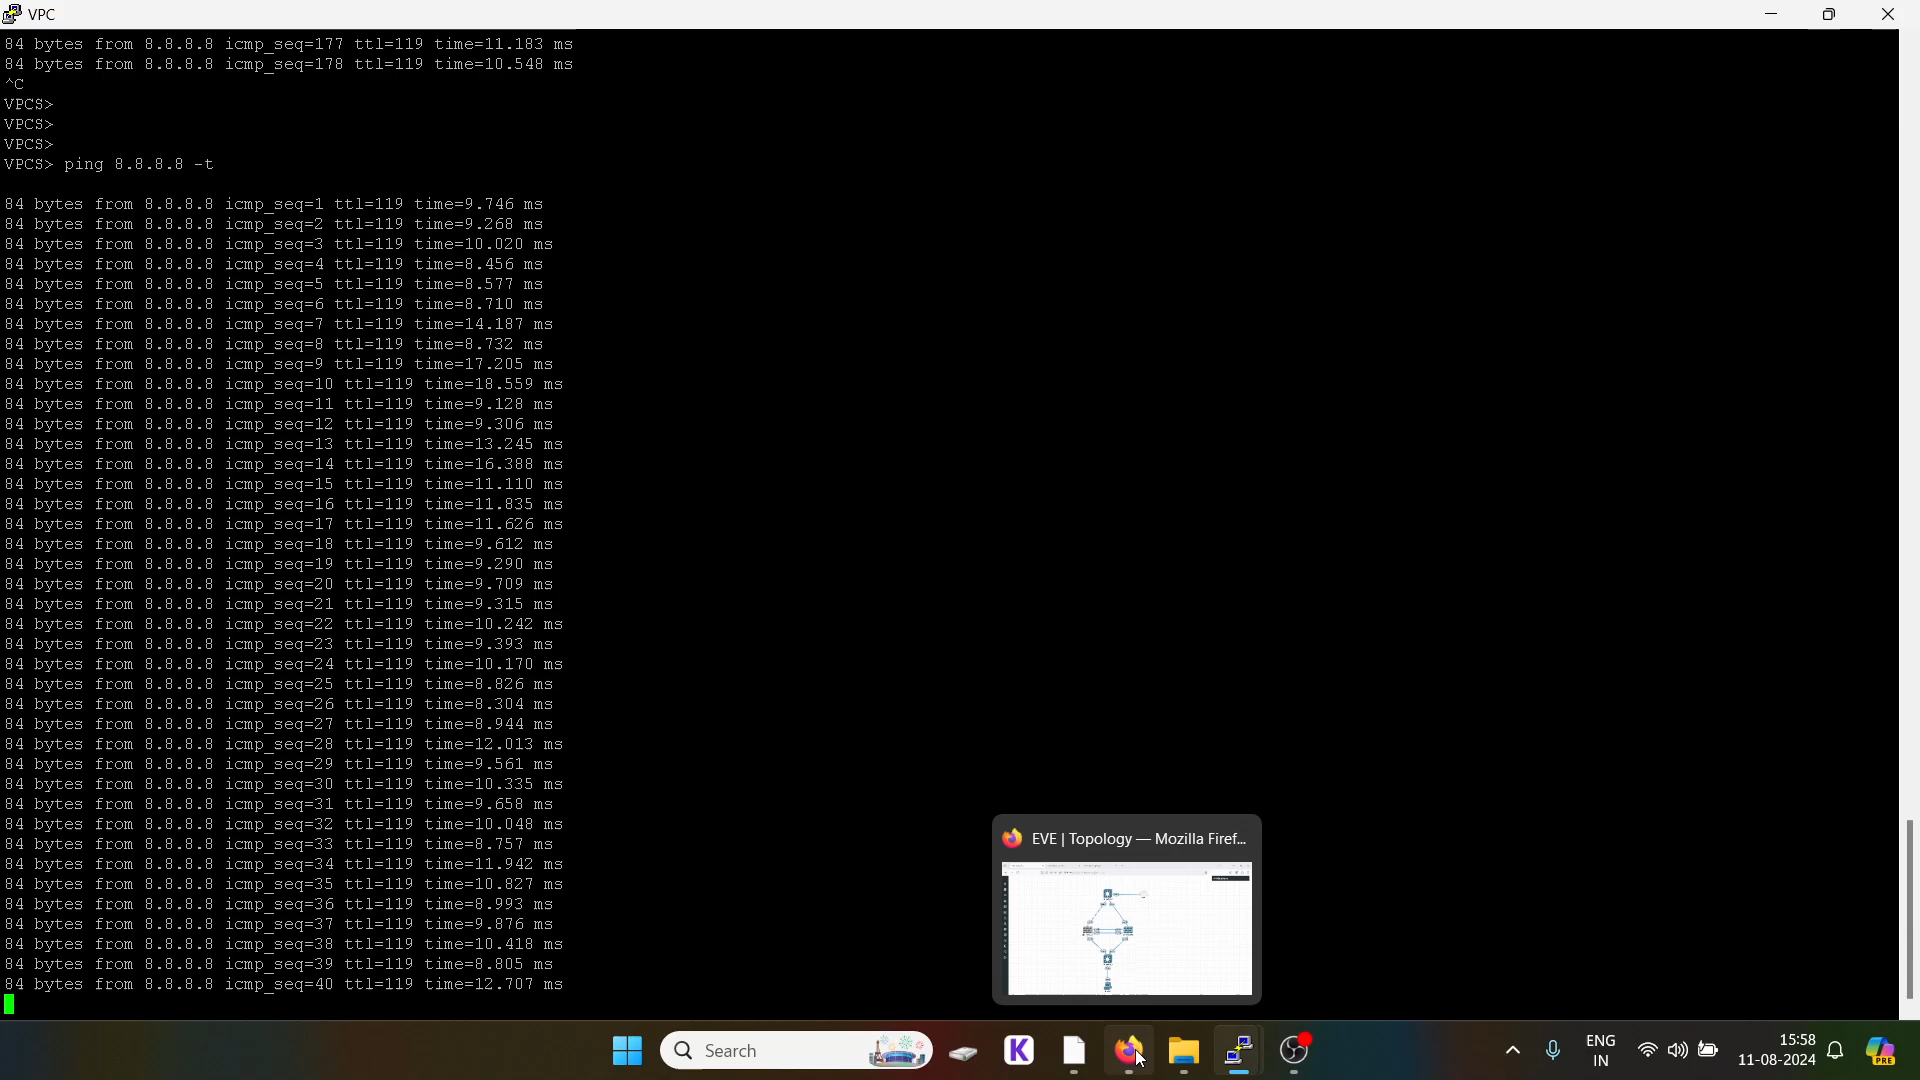 VPC
84 bytes from 8.8.8.8 icmp_seq=177 ttl=119 time=11.183 ms
84 bytes from 8.8.8.8 icmp_seq=178 ttl=119 time=10.548 ms
^C
VPCS>
VPCS>
VPCS>
VPCS> ping 8.8.8.8 -t
84 bytes from 8.8.8.8 icmp_seq=1 ttl=119 time=9.746 ms
84 bytes from 8.8.8.8 icmp_seq=2 ttl=119 time=9.268 ms
84 bytes from 8.8.8.8 icmp_seq=3 ttl=119 time=10.020 ms
84 bytes from 8.8.8.8 icmp_seq=4 ttl=119 time=8.456 ms
84 bytes from 8.8.8.8 icmp_seq=5 ttl=119 time=8.577 ms
84 bytes from 8.8.8.8 icmp_seq=6 ttl=119 time=8.710 ms
84 bytes from 8.8.8.8 icmp_seq=7 ttl=119 time=14.187 ms
84 bytes from 8.8.8.8 icmp_seq=8 ttl=119 time=8.732 ms
84 bytes from 8.8.8.8 icmp_seq=9 ttl=119 time=17.205 ms
84 bytes from 8.8.8.8 icmp_seq=10 ttl=119 time=18.559 ms
84 bytes from 8.8.8.8 icmp_seq=11 ttl=119 time=9.128 ms
84 bytes from 8.8.8.8 icmp_seq=12 ttl=119 time=9.306 ms
84 bytes from 8.8.8.8 icmp_seq=13 ttl=119 time=13.245 ms
84 bytes from 8.8.8.8 icmp_seq=14 ttl=119 time=16.388 ms
84 bytes from 8.8.8.8 icmp_seq=15 ttl=119 time=11.110 ms
84 bytes from 8.8.8.8 icmp_seq=16 ttl=119 time=11.835 ms
84 bytes from 8.8.8.8 icmp_seq=17 ttl=119 time=11.626 ms
84 bytes from 8.8.8.8 icmp_seq=18 ttl=119 time=9.612 ms
84 bytes from 8.8.8.8 icmp_seq=19 ttl=119 time=9.290 ms
84 bytes from 8.8.8.8 icmp_seq=20 ttl=119 time=9.709 ms
84 bytes from 8.8.8.8 icmp_seq=21 ttl=119 time=9.315 ms
84 bytes from 8.8.8.8 icmp_seq=22 ttl=119 time=10.242 ms
84 bytes from 8.8.8.8 icmp_seq=23 ttl=119 time=9.393 ms
84 bytes from 8.8.8.8 icmp_seq=24 ttl=119 time=10.170 ms
84 bytes from 8.8.8.8 icmp_seq=25 ttl=119 time=8.826 ms
84 bytes from 8.8.8.8 icmp_seq=26 ttl=119 time=8.304 ms
84 bytes from 8.8.8.8 icmp_seq=27 ttl=119 time=8.944 ms
84 bytes from 8.8.8.8 icmp_seq=28 ttl=119 time=12.013 ms
84 bytes from 8.8.8.8 icmp_seq=29 ttl=119 time=9.561 ms
84 bytes from 8.8.8.8 icmp_seq=30 ttl=119 time=10.335 ms
84 bytes from 8.8.8.8 icmp_seq=31 ttl=119 time=9.658 ms
84 bytes from 8.8.8.8 icmp_seq=32 ttl=119 time=10.048 ms
84 bytes from 8.8.8.8 icmp_seq=33 ttl=119 time=8.757 ms
84 bytes from 8.8.8.8 icmp_seq=34 ttl=119 time=11.942 ms
84 bytes from 8.8.8.8 icmp_seq=35 ttl=119 time=10.827 ms
84 bytes from 8.8.8.8 icmp_seq=36 ttl=119 time=8.993 ms
84 bytes from 8.8.8.8 icmp_seq=37 ttl=119 time=9.876 ms
84 bytes from 8.8.8.8 icmp_seq=38 ttl=119 time=10.418 ms
84 bytes from 8.8.8.8 icmp_seq=39 ttl=119 time=8.805 ms
84 bytes from 8.8.8.8 icmp_seq=40 ttl=119 time=12.707 ms
EVE | Topology — Mozilla Firef...
Search
K
ENG
IN
15:58
11-08-2024
PRE